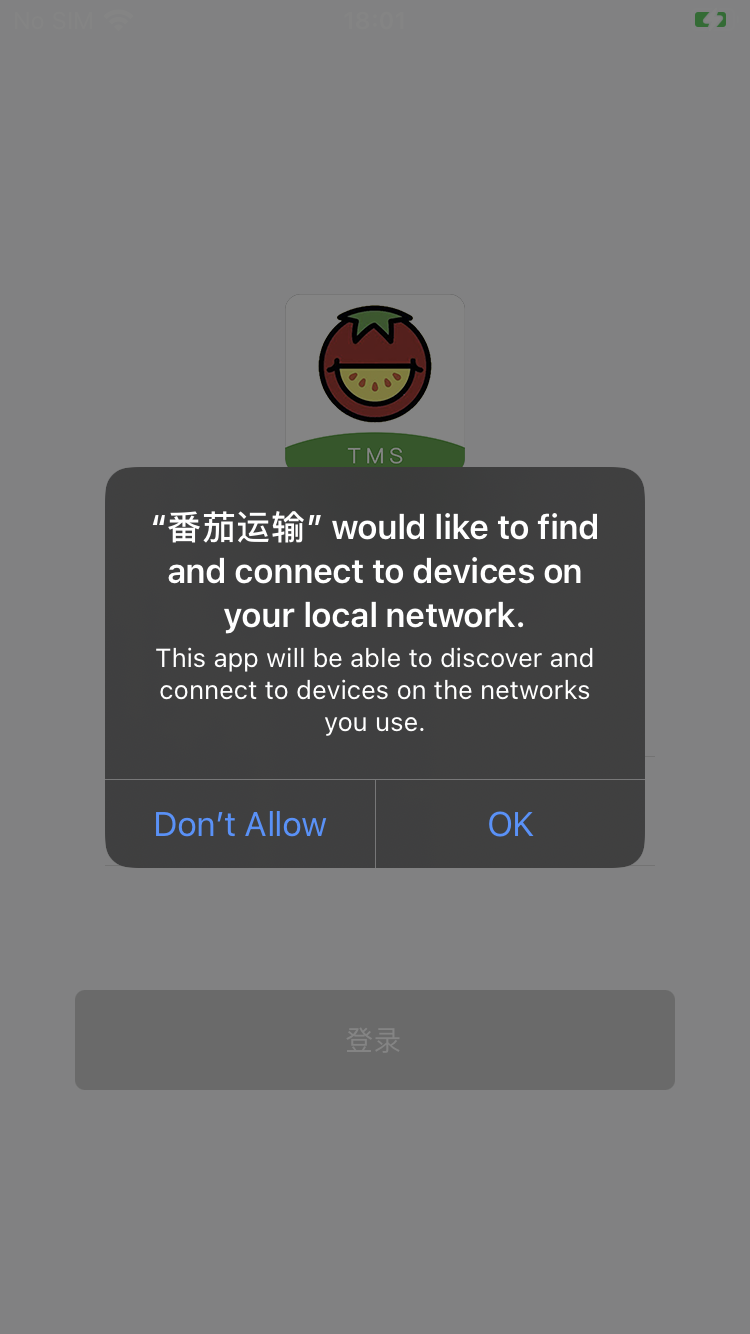 No SIM
18:01
TMS
“番茄运输” would like to find
and connect to devices on
your local network.
This app will be able to discover and
connect to devices on the networks
you use.
Don’t Allow
OK
登录